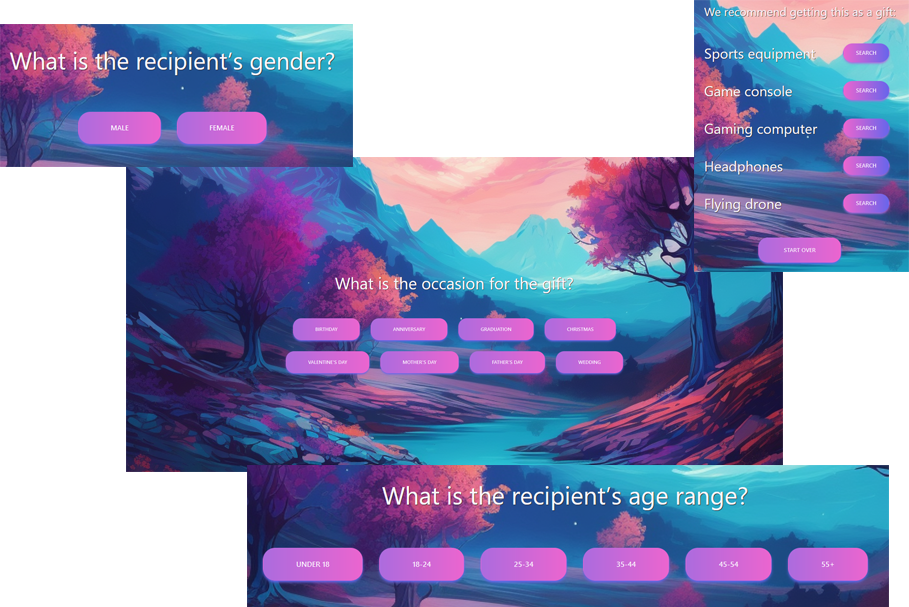 What is the recipient's gender?
MALE FEMALE
We recommend getting this as a gift:
Sports equipment SEARCH
Game console SEARCH
Gaming computer SEARCH
Headphones SEARCH
Flying drone SEARCH
START OVER
What is the occasion for the gift?
BIRTHDAY ANNIVERSARY GRADUATION CHRISTMAS
VALENTINE'S DAY MOTHER'S DAY FATHER'S DAY WEDDING
What is the recipient's age range?
UNDER 18 18-24 25-34 35-44 45-54 55+